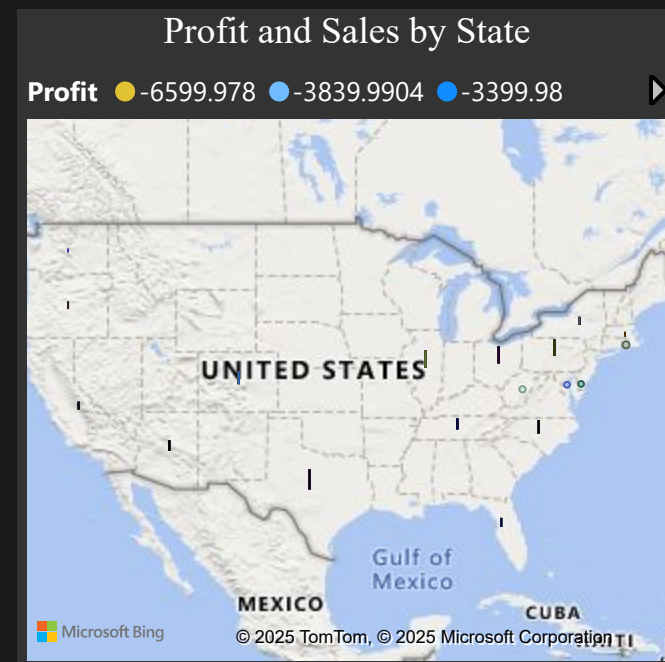 Profit and Sales by State
Profit -6599.978 -3839.9904 -3399.98
UNITED STATES
Gulf of
Mexico
MEXICO
CUBA
HAITI
Microsoft Bing
© 2025 TomTom, © 2025 Microsoft Corporation